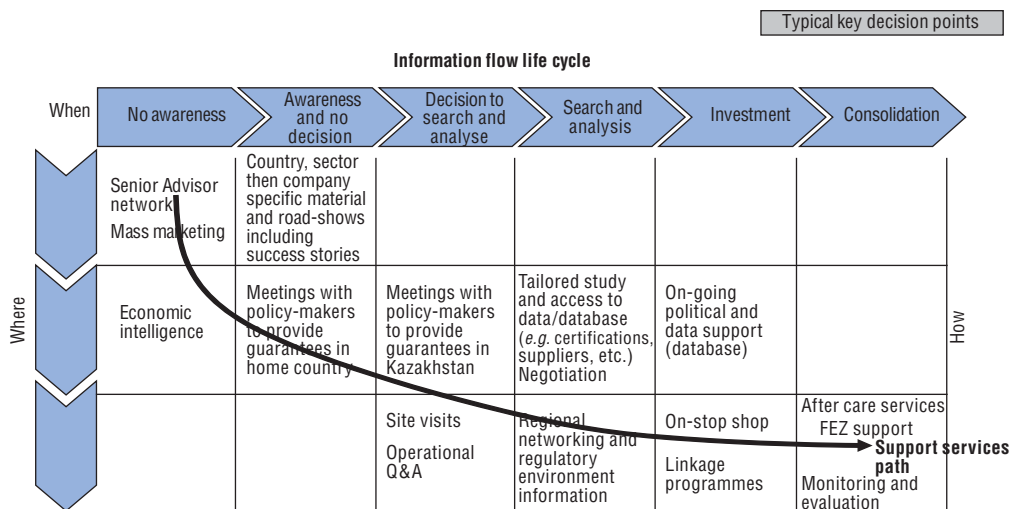 Typical key decision points
Information flow life cycle
When
No awareness
Awareness
and no
decision
Decision to
search and
analyse
Search and
analysis
Investment
Consolidation
Where
How
Senior Advisor
network
Mass marketing
Country, sector
then company
specific material
and road-shows
including
success stories
Economic
intelligence
Meetings with
policy-makers
to provide
guarantees in
home country
Meetings with
policy-makers
to provide
guarantees in
Kazakhstan
Tailored study
and access to
data/database
(e.g. certifications,
suppliers, etc.)
Negotiation
On-going
political and
data support
(database)
Site visits
Operational
Q&A
Regional
networking and
regulatory
environment
information
On-stop shop
Linkage
programmes
After care services
FEZ support
Support services
path
Monitoring and
evaluation